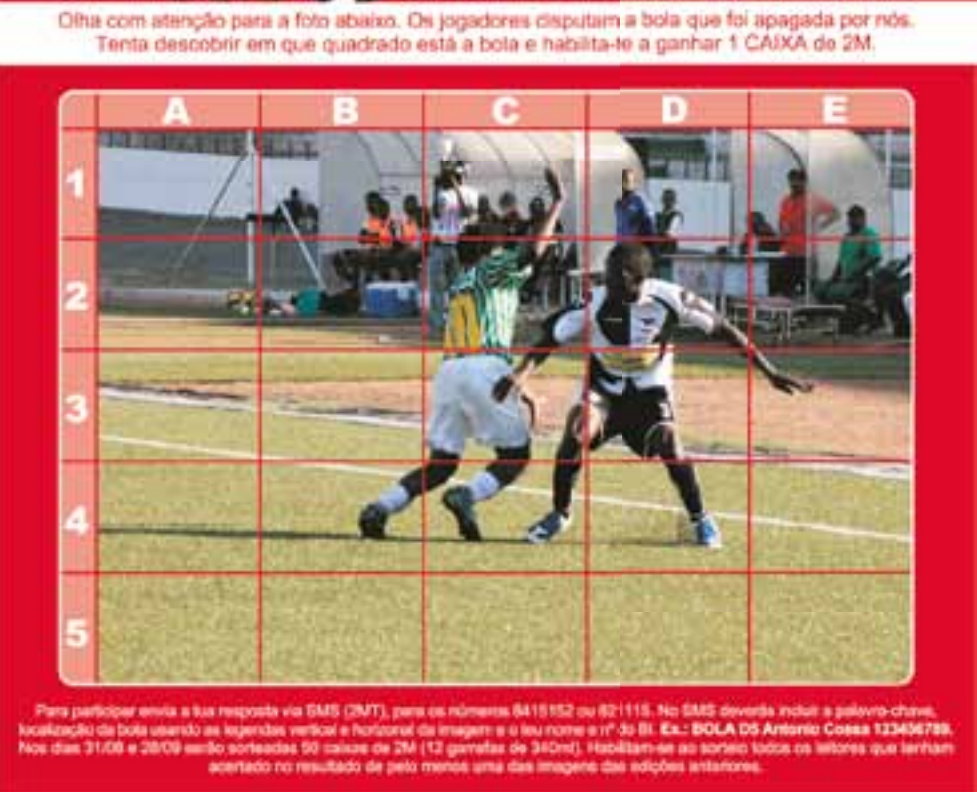 Olha com atenção para a foto abaixo. Os jogadores disputam a bola que foi apagada por nós.
Tenta descobrir em que quadrado está a bola e habilita-te a ganhar 1 CAIXA de 2M.
A B C D E
1
2
3
4
5
Para participar envia a tua resposta via SMS (2MT), para os números 8415152 ou 821115. No SMS deverás incluir a palavra-chave,
localização da bola usando as legendas vertical e horizonal da imagem e o teu nome e nº do BI. Ex.: BOLA D5 Antonio Cossa 123456789.
Nos dias 31/08 e 28/09 serão sorteadas 50 caixas de 2M (12 garrafas de 340ml). Habilitam-se ao sorteio todos os leitores que tenham
acertado no resultado de pelo menos uma das imagens das edições anteriores.